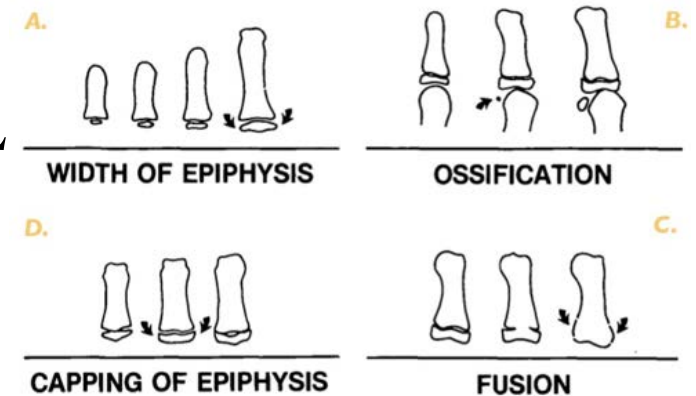 A.
B.
WIDTH OF EPIPHYSIS
OSSIFICATION
D.
C.
CAPPING OF EPIPHYSIS
FUSION